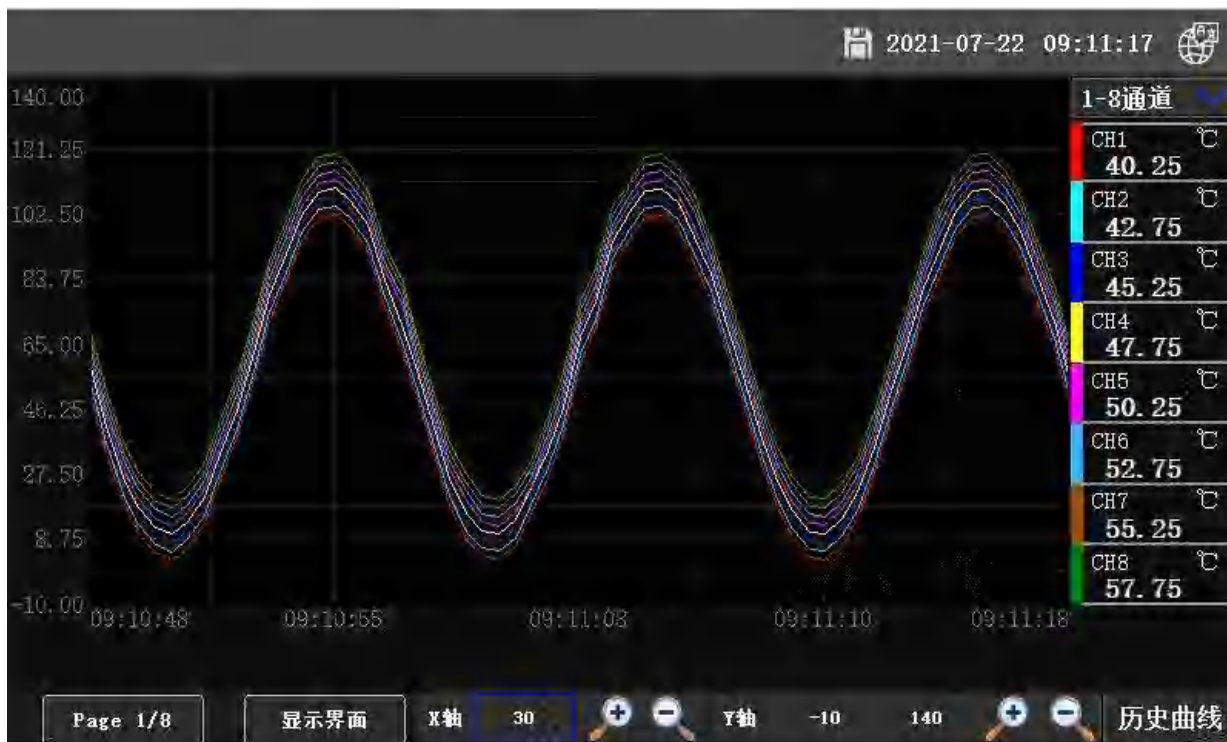 2021-07-22 09:11:17
140.00
121.25
102.50
83.75
65.00
46.25
27.50
8.75
-10.00
09:10:48 09:10:55 09:11:03 09:11:10 09:11:18
1-8通道
CH1 ℃
40.25
CH2 ℃
42.75
CH3 ℃
45.25
CH4 ℃
47.75
CH5 ℃
50.25
CH6 ℃
52.75
CH7 ℃
55.25
CH8 ℃
57.75
Page 1/8 显示界面 X轴 30 Y轴 -10 140 历史曲线